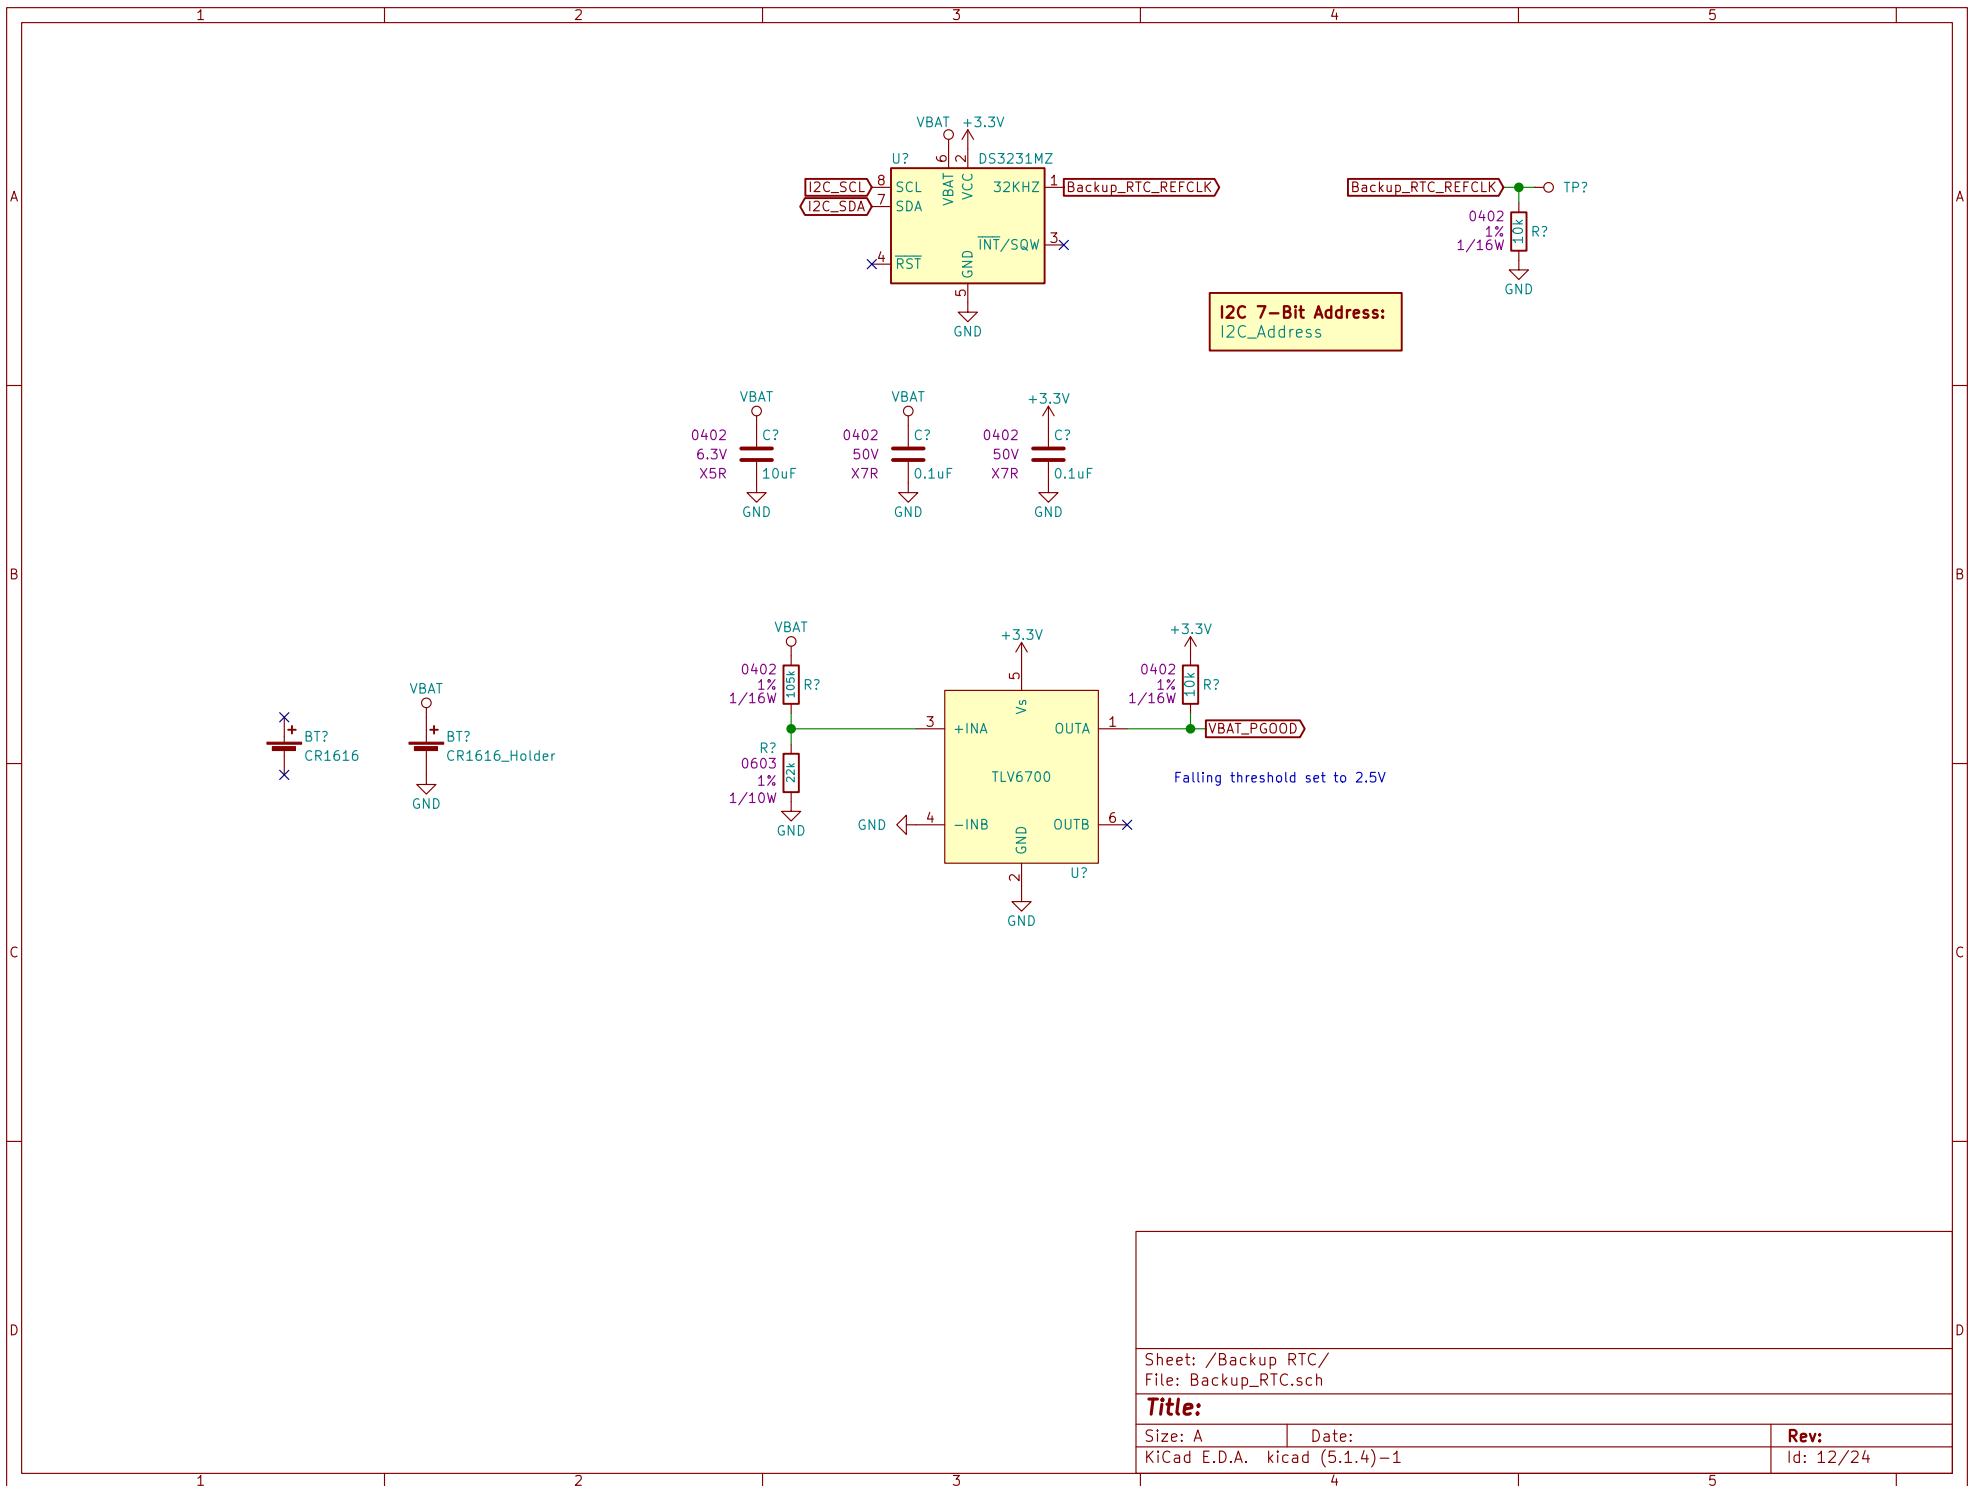 1 2 3 4 5
A A
B B
C C
D D
VBAT +3.3V
U? DS3231MZ
6 2
I2C_SCL 8 SCL VBAT VCC 32KHZ 1 Backup_RTC_REFCLK
I2C_SDA 7 SDA
INT/SQW 3
4 RST GND
5
GND
Backup_RTC_REFCLK TP?
0402
1% 10k R?
1/16W
GND
I2C 7-Bit Address:
I2C_Address
VBAT
0402 C?
6.3V
X5R 10uF
GND
VBAT
0402 C?
50V
X7R 0.1uF
GND
+3.3V
0402 C?
50V
X7R 0.1uF
GND
+
BT?
CR1616
VBAT
+
BT?
CR1616_Holder
GND
VBAT
0402
1% 105k R?
1/16W
R?
0603
1% 22k
1/10W
GND
+3.3V
5
Vs
3 +INA OUTA 1
TLV6700
GND 4 -INB OUTB 6
GND
U?
2
GND
+3.3V
0402
1% 10k R?
1/16W
VBAT_PGOOD
Falling threshold set to 2.5V
Sheet: /Backup RTC/
File: Backup_RTC.sch
Title:
Size: A Date: Rev:
KiCad E.D.A. kicad (5.1.4)-1 Id: 12/24
1 2 3 4 5